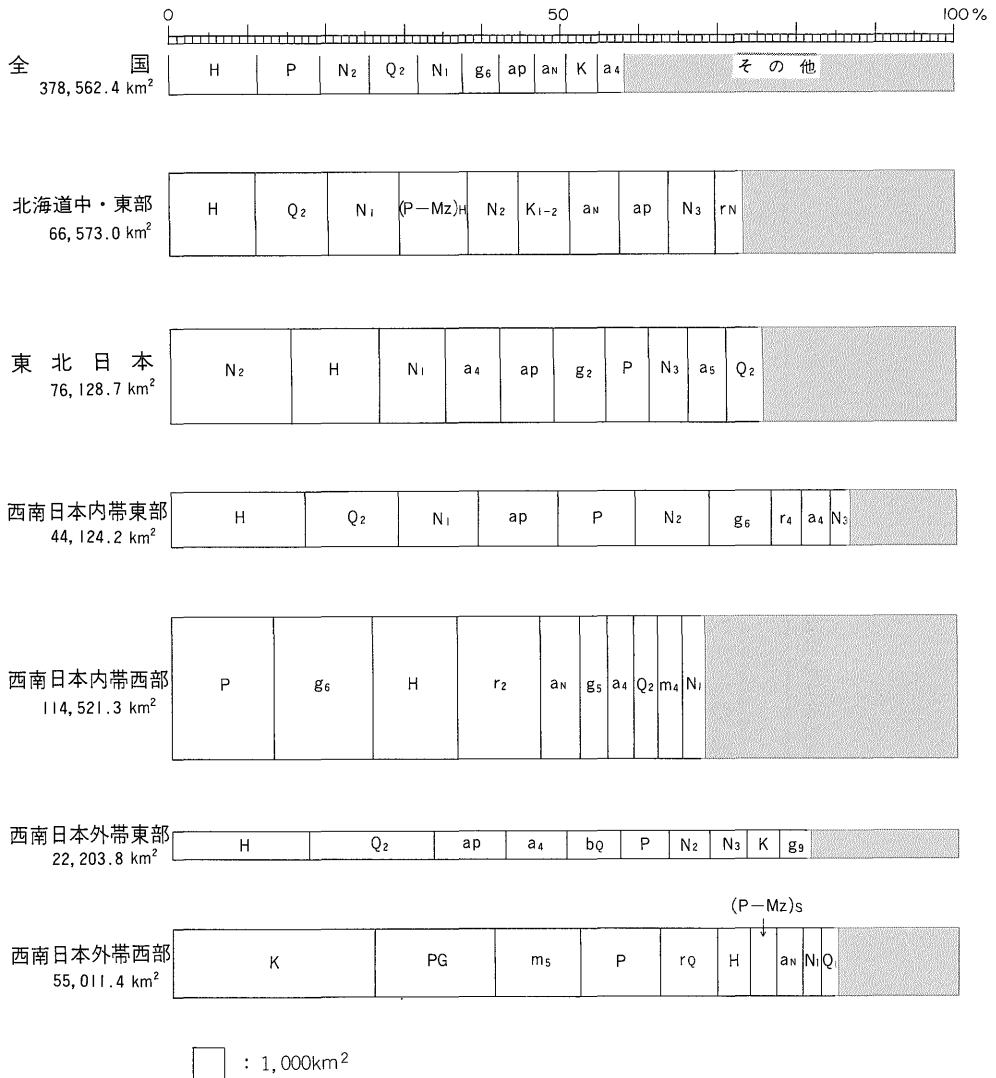 0 50 100%
全国 H P N₂ Q₂ N₁ g₆ ap aN K a₄ その他
378,562.4 km²
北海道中・東部 H Q₂ N₁ (P−Mz)H N₂ K₁₋₂ aN ap N₃ rN
66,573.0 km²
東北日本 N₂ H N₁ a₄ ap g₂ P N₃ a₅ Q₂
76,128.7 km²
西南日本内帯東部 H Q₂ N₁ ap P N₂ g₆ r₄ a₄ N₃
44,124.2 km²
西南日本内帯西部 P g₆ H r₂ aN g₅ a₄ Q₂ m₄ N₁
114,521.3 km²
西南日本外帯東部 H Q₂ ap a₄ bQ P N₂ N₃ K g₉
22,203.8 km²
(P−Mz)s
西南日本外帯西部 K PG m₅ P rQ H aN N₁ Q₁
55,011.4 km²
: 1,000km²